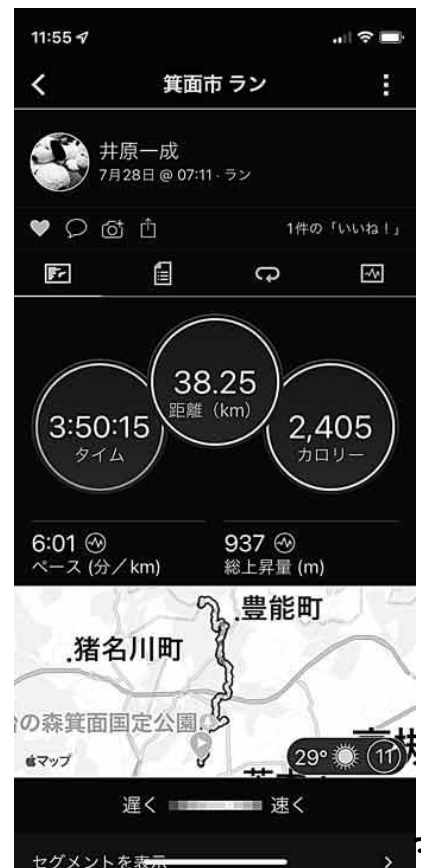 11:55
箕面市 ラン
井原一成
7月28日 @ 07:11 · ラン
1件の「いいね！」
38.25
距離（km）
3:50:15
タイム
2,405
カロリー
6:01
ペース (分／km)
937
総上昇量 (m)
豊能町
猪名川町
の森箕面国定公園
マップ
29°
11
遅く
速く
セグメントを表示